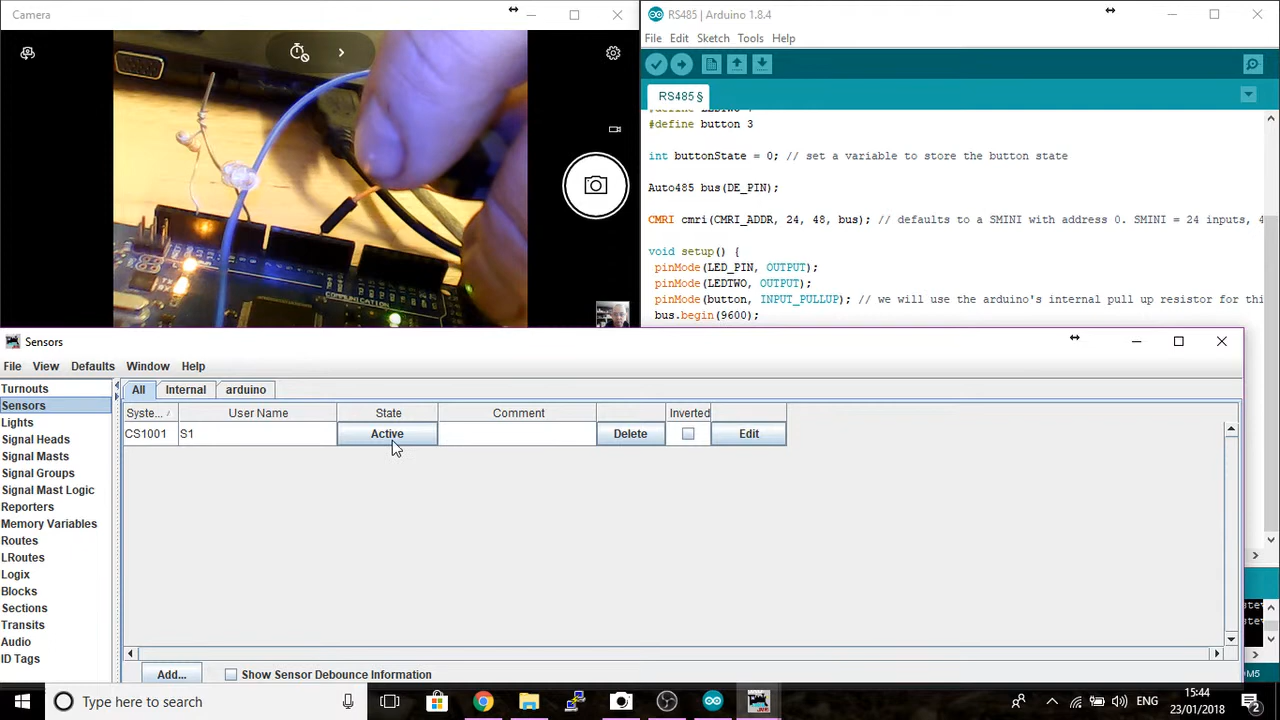 Camera
RS485 | Arduino 1.8.4
File Edit Sketch Tools Help
RS485 §
#define button 3
int buttonState = 0; // set a variable to store the button state
Auto485 bus(DE_PIN);
CMRI cmri(CMRI_ADDR, 24, 48, bus); // defaults to a SMINI with address 0. SMINI = 24 inputs, 4
void setup() {
pinMode(LED_PIN, OUTPUT);
pinMode(LEDTWO, OUTPUT);
pinMode(button, INPUT_PULLUP); // we will use the arduino's internal pull up resistor for thi
bus.begin(9600);
COMMUNICATION
Sensors
File View Defaults Window Help
Turnouts
Sensors
Lights
Signal Heads
Signal Masts
Signal Groups
Signal Mast Logic
Reporters
Memory Variables
Routes
LRoutes
Logix
Blocks
Sections
Transits
Audio
ID Tags
All Internal arduino
Syste... User Name State Comment Inverted
CS1001 S1 Active Delete Edit
Add... Show Sensor Debounce Information
Type here to search
ENG
15:44
23/01/2018
2